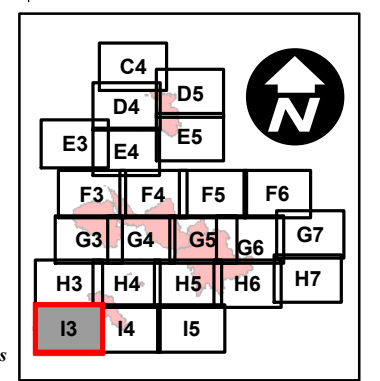 C4
D4 D5
E3 E4 E5
F3 F4 F5 F6
G3 G4 G5 G6 G7
H3 H4 H5 H6 H7
I3 I4 I5
N
s